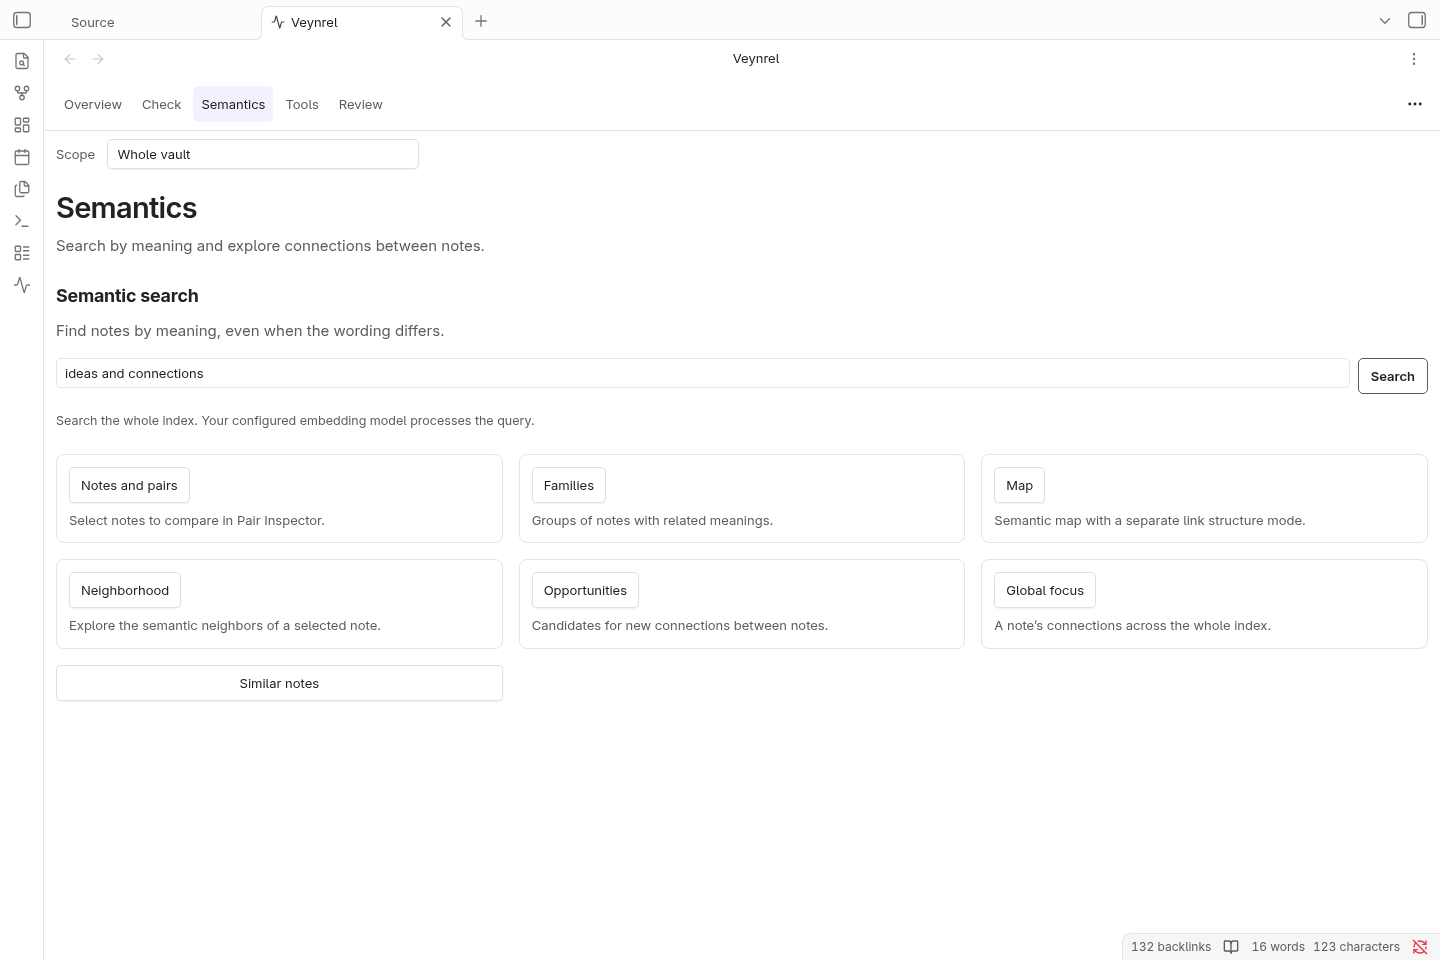 Source
Veynrel
Veynrel
Overview Check Semantics Tools Review
Scope Whole vault
Semantics
Search by meaning and explore connections between notes.
Semantic search
Find notes by meaning, even when the wording differs.
ideas and connections Search
Search the whole index. Your configured embedding model processes the query.
Notes and pairs
Select notes to compare in Pair Inspector.
Families
Groups of notes with related meanings.
Map
Semantic map with a separate link structure mode.
Neighborhood
Explore the semantic neighbors of a selected note.
Opportunities
Candidates for new connections between notes.
Global focus
A note’s connections across the whole index.
Similar notes
132 backlinks 16 words 123 characters